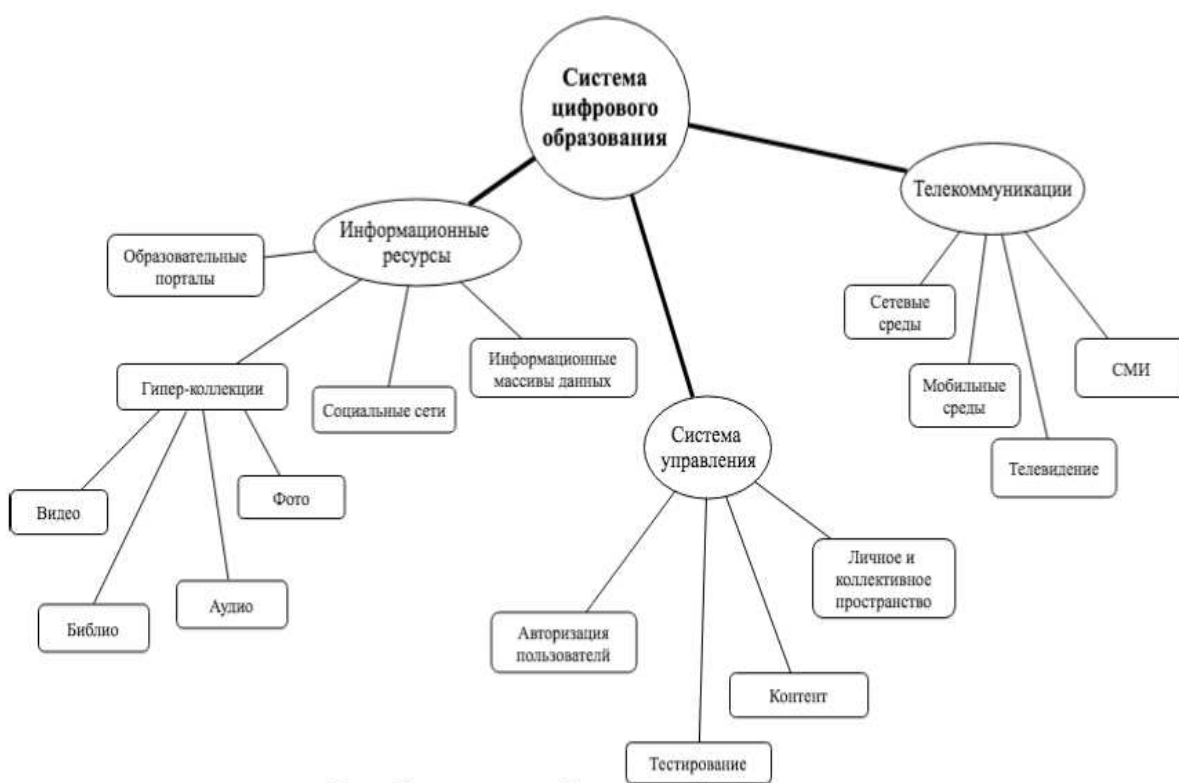 Система
цифрового
образования
Телекоммуникации
Информационные
ресурсы
Образовательные
порталы
Сетевые
среды
Информационные
массивы данных
СМИ
Гипер-коллекции
Социальные сети
Мобильные
среды
Система
управления
Телевидение
Фото
Видео
Личное и
коллективное
пространство
Аудио
Библио
Авторизация
пользователй
Контент
Тестирование